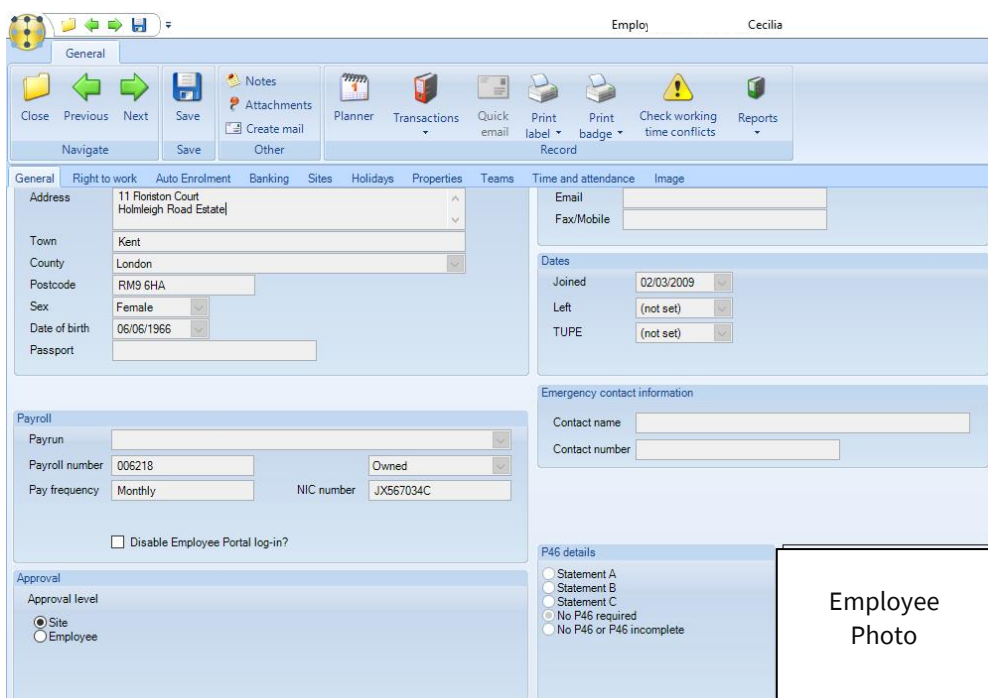 Employ Cecilia
General
Close Previous Next Save Notes Attachments Create mail Planner Transactions Quick email Print label Print badge Check working time conflicts Reports
Navigate Save Other Record
General Right to work Auto Enrolment Banking Sites Holidays Properties Teams Time and attendance Image
Address 11 Floriston Court
Holmleigh Road Estate
Town Kent
County London
Postcode RM9 6HA
Sex Female
Date of birth 06/06/1966
Passport
Email
Fax/Mobile
Dates
Joined 02/03/2009
Left (not set)
TUPE (not set)
Emergency contact information
Contact name
Contact number
Payroll
Payrun
Payroll number 006218 Owned
Pay frequency Monthly NIC number JX567034C
Disable Employee Portal log-in?
Approval
Approval level
Site
Employee
P46 details
Statement A
Statement B
Statement C
No P46 required
No P46 or P46 incomplete
Employee
Photo